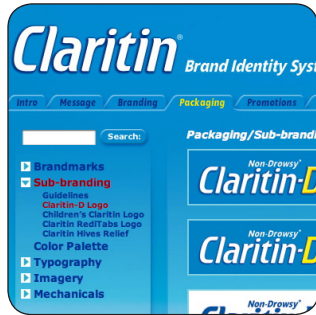 Claritin®
Brand Identity Sys
Intro Message Branding Packaging Promotions
Search:
Packaging/Sub-brandi
Brandmarks
Sub-branding
Guidelines
Claritin-D Logo
Children's Claritin Logo
Claritin RediTabs Logo
Claritin Hives Relief
Color Palette
Typography
Imagery
Mechanicals
Non-Drowsy*
Claritin-D
Non-Drowsy*
Claritin-D
Non-Drowsy*
Claritin-D